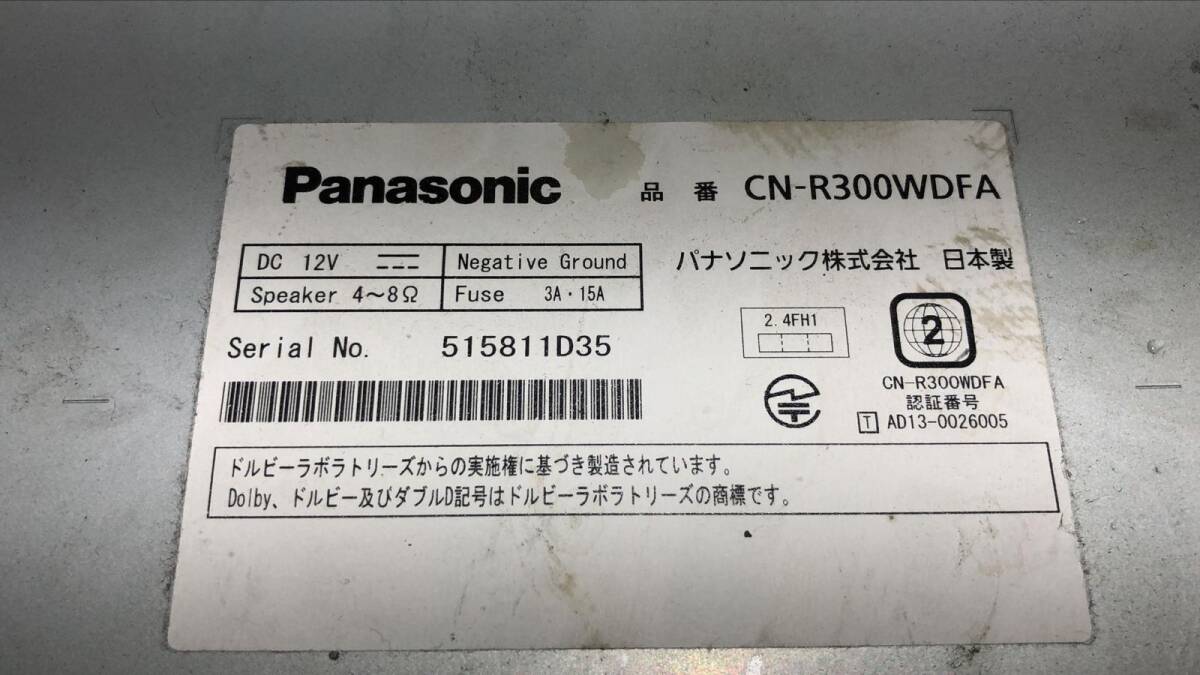 Panasonic 品番 CN-R300WDFA
DC 12V Negative Ground
Speaker 4~8Ω Fuse 3A・15A
パナソニック株式会社 日本製
Serial No. 515811D35
2.4FH1
2
CN-R300WDFA
認証番号
T AD13-0026005
ドルビーラボラトリーズからの実施権に基づき製造されています。
Dolby、ドルビー及びダブルD記号はドルビーラボラトリーズの商標です。